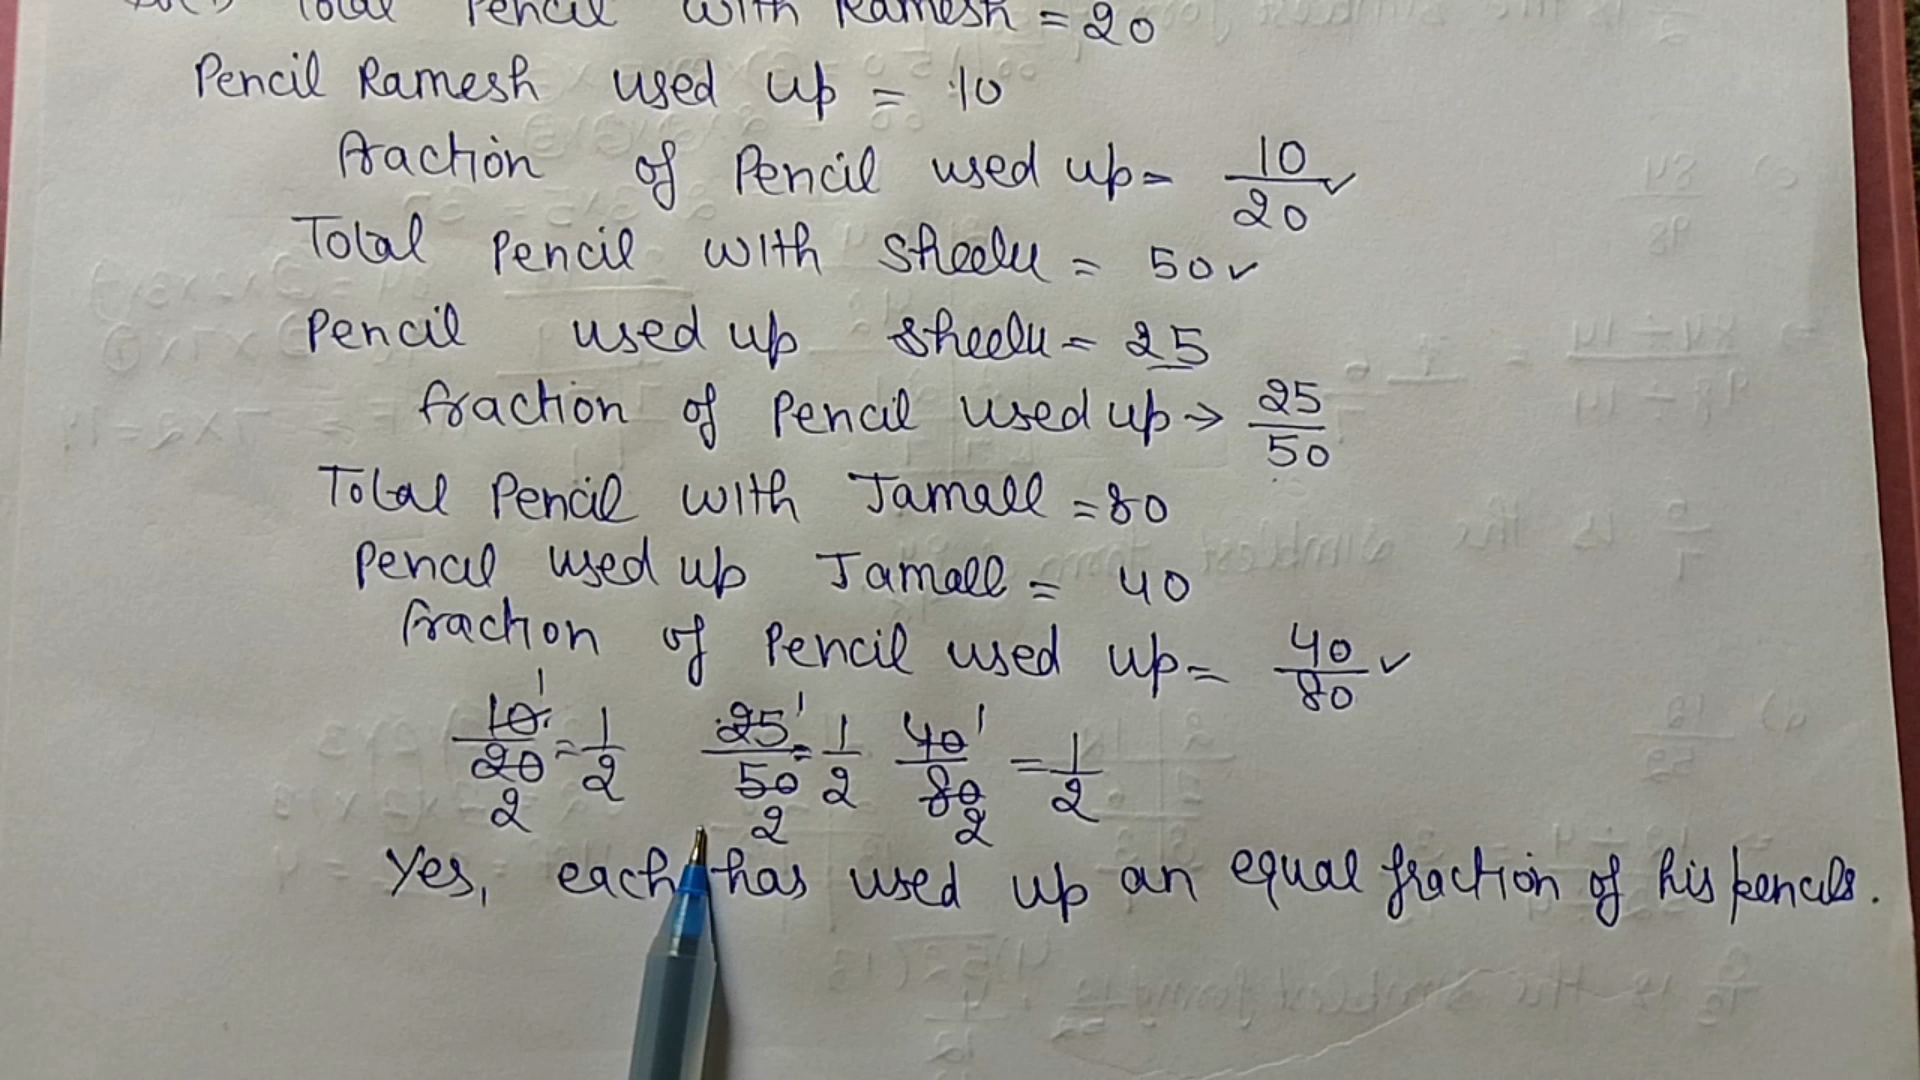 Total Pencil with Ramesh = 20
Pencil Ramesh used up = 10
fraction of Pencil used up = 10/20 ✓
Total Pencil with Sheelu = 50 ✓
Pencil used up Sheelu = 25
fraction of Pencil used up → 25/50
Total Pencil with Jamall = 80
Pencil used up Jamall = 40
fraction of Pencil used up = 40/80 ✓
10/20 = 1/2 25/50 = 1/2 40/80 = 1/2
Yes, each has used up an equal fraction of his pencils.